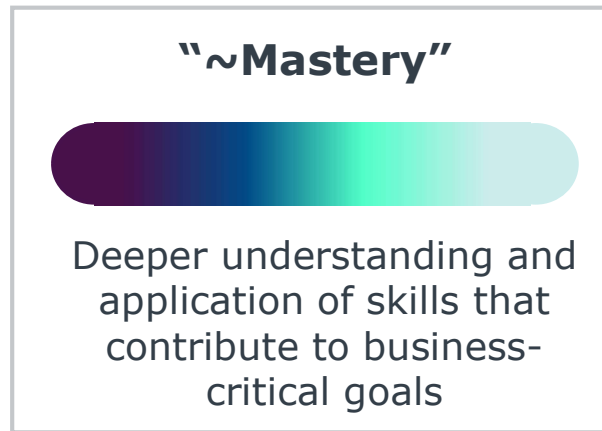 “~Mastery”
Deeper understanding and
application of skills that
contribute to business-
critical goals